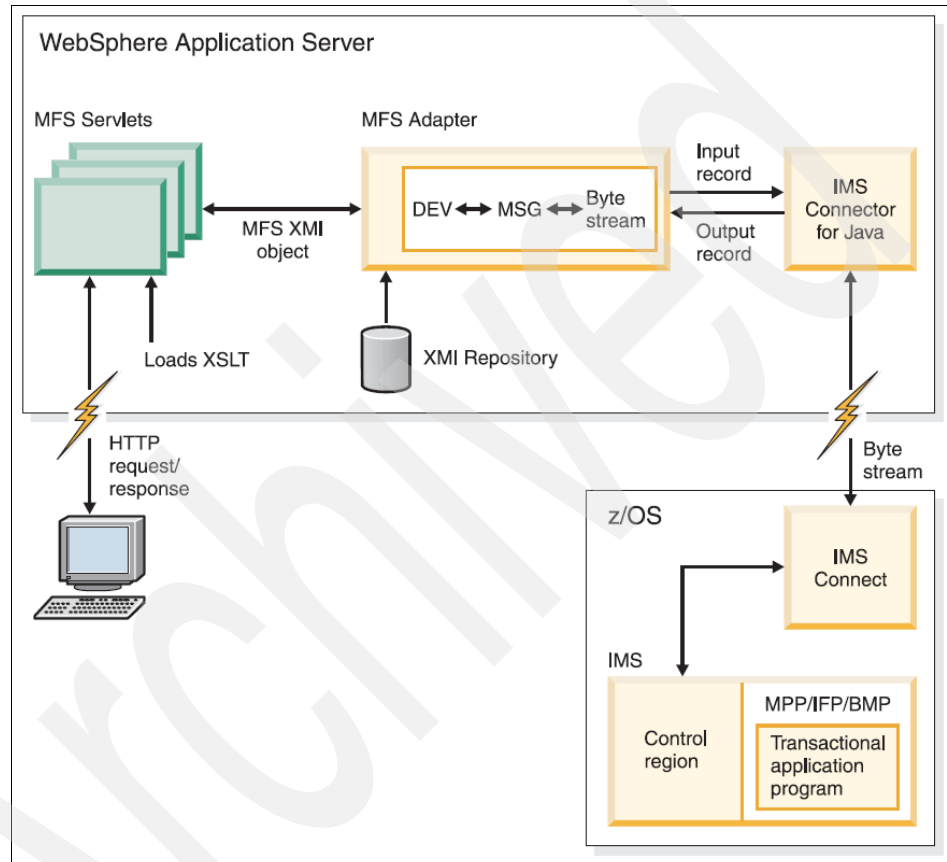 WebSphere Application Server
MFS Servlets
MFS Adapter
Input
record
DEV
MSG
Byte
stream
IMS
Connector
for Java
MFS XMI
object
Output
record
Loads XSLT
XMI Repository
HTTP
request/
response
Byte
stream
z/OS
IMS
Connect
IMS
MPP/IFP/BMP
Control
region
Transactional
application
program
Archived